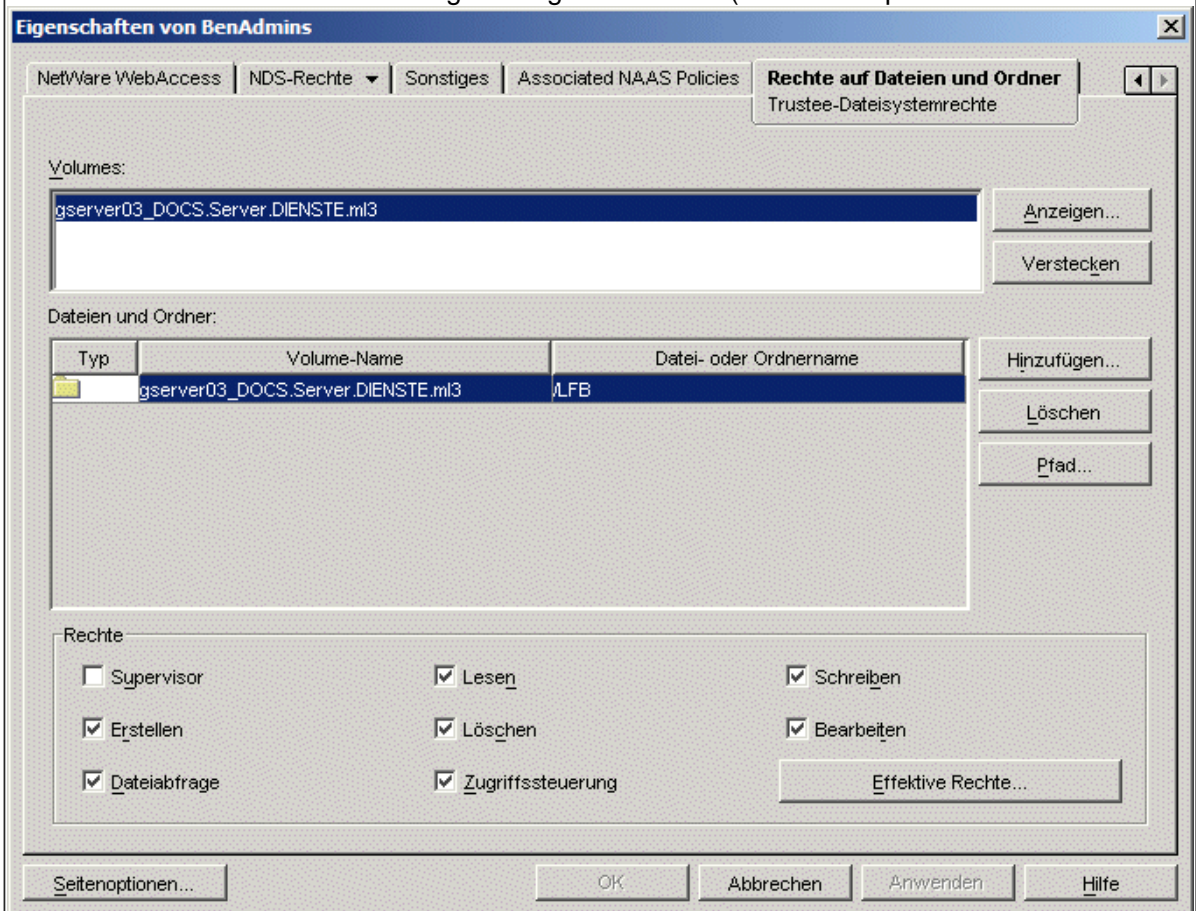 Eigenschaften von BenAdmins
NetWare WebAccess NDS-Rechte Sonstiges Associated NAAS Policies Rechte auf Dateien und Ordner
Trustee-Dateisystemrechte
Volumes:
gserver03_DOCS.Server.DIENSTE.ml3
Anzeigen...
Verstecken
Dateien und Ordner:
Typ Volume-Name Datei- oder Ordnername
gserver03_DOCS.Server.DIENSTE.ml3 /LFB
Hinzufügen...
Löschen
Pfad...
Rechte
Supervisor Lesen Schreiben
Erstellen Löschen Bearbeiten
Dateiabfrage Zugriffssteuerung Effektive Rechte...
Seitenoptionen... OK Abbrechen Anwenden Hilfe